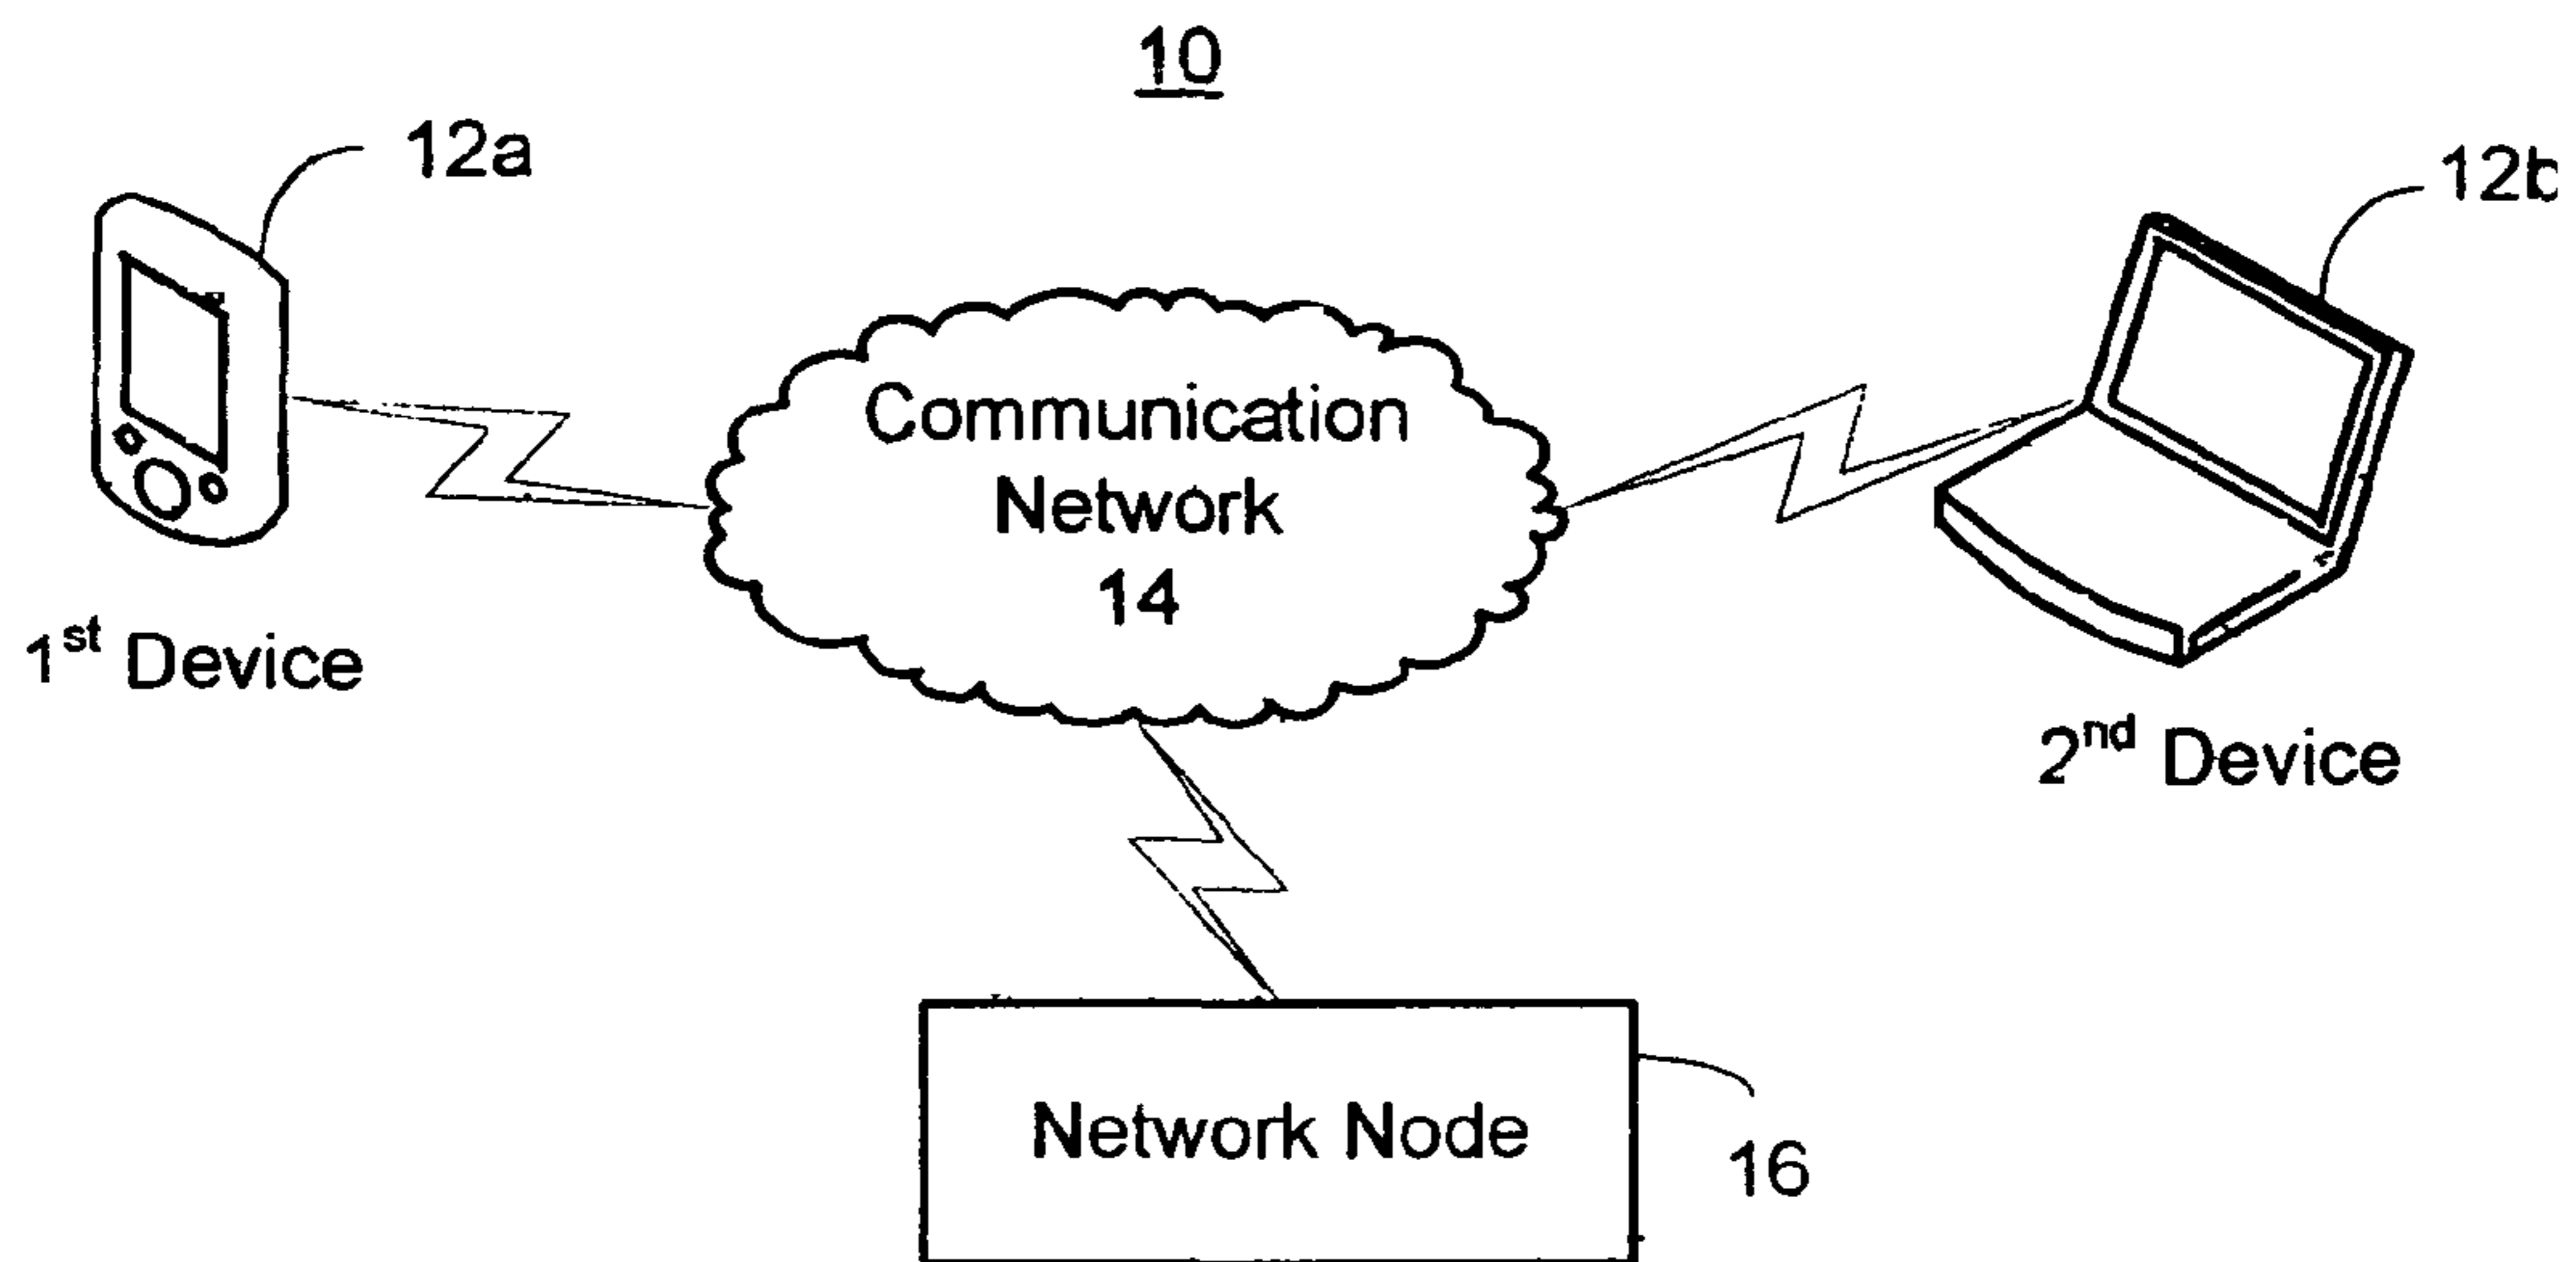 10
12a
12b
Communication
Network
14
1st Device
2nd Device
Network Node
16